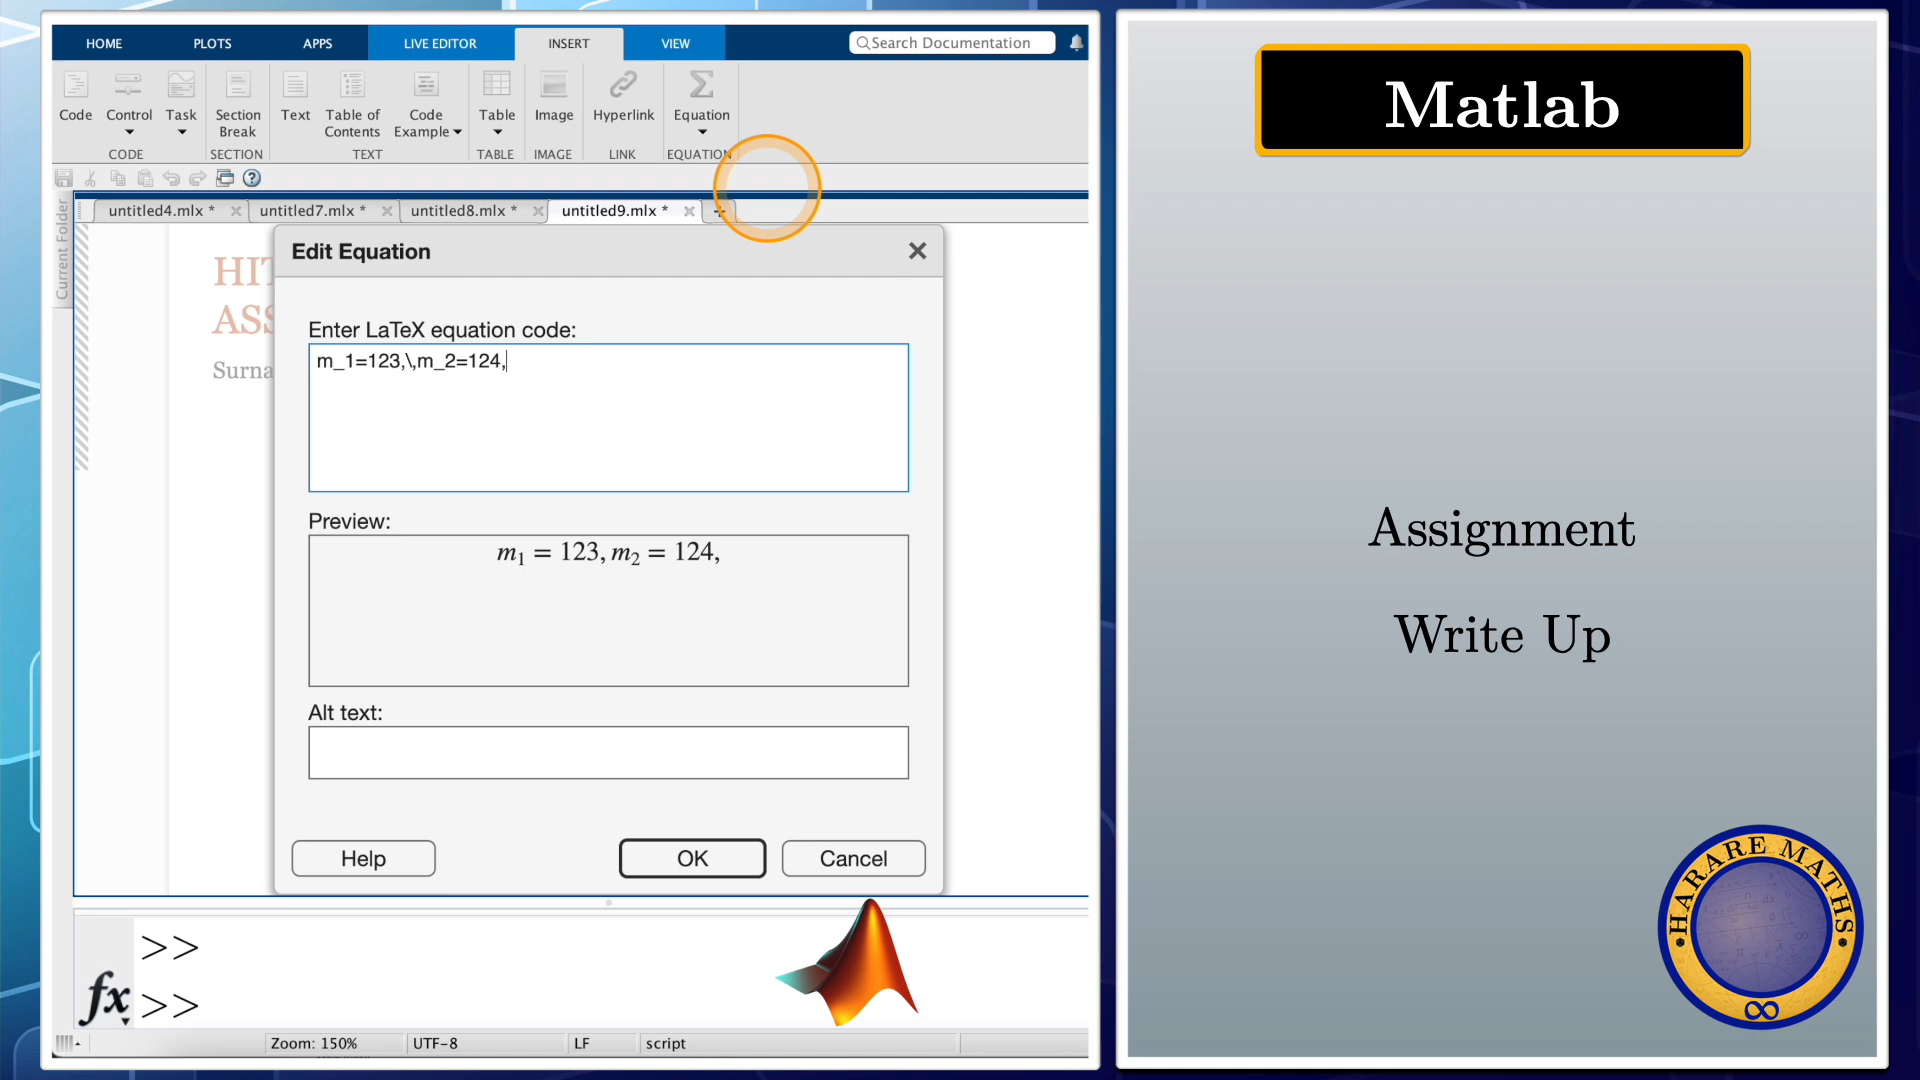 HOME PLOTS APPS LIVE EDITOR INSERT VIEW Search Documentation
Code Control Task Section Break Text Table of Contents Code Example Table Image Hyperlink Equation
CODE SECTION TEXT TABLE IMAGE LINK EQUATION
untitled4.mlx * untitled7.mlx * untitled8.mlx * untitled9.mlx * +
Current Folder
HIT
ASS
Surna
Edit Equation
Enter LaTeX equation code:
m_1=123,\,m_2=124,
Preview:
m₁ = 123, m₂ = 124,
Alt text:
Help OK Cancel
>>
fx >>
Zoom: 150% UTF-8 LF script
Matlab
Assignment
Write Up
HARARE MATHS
∞